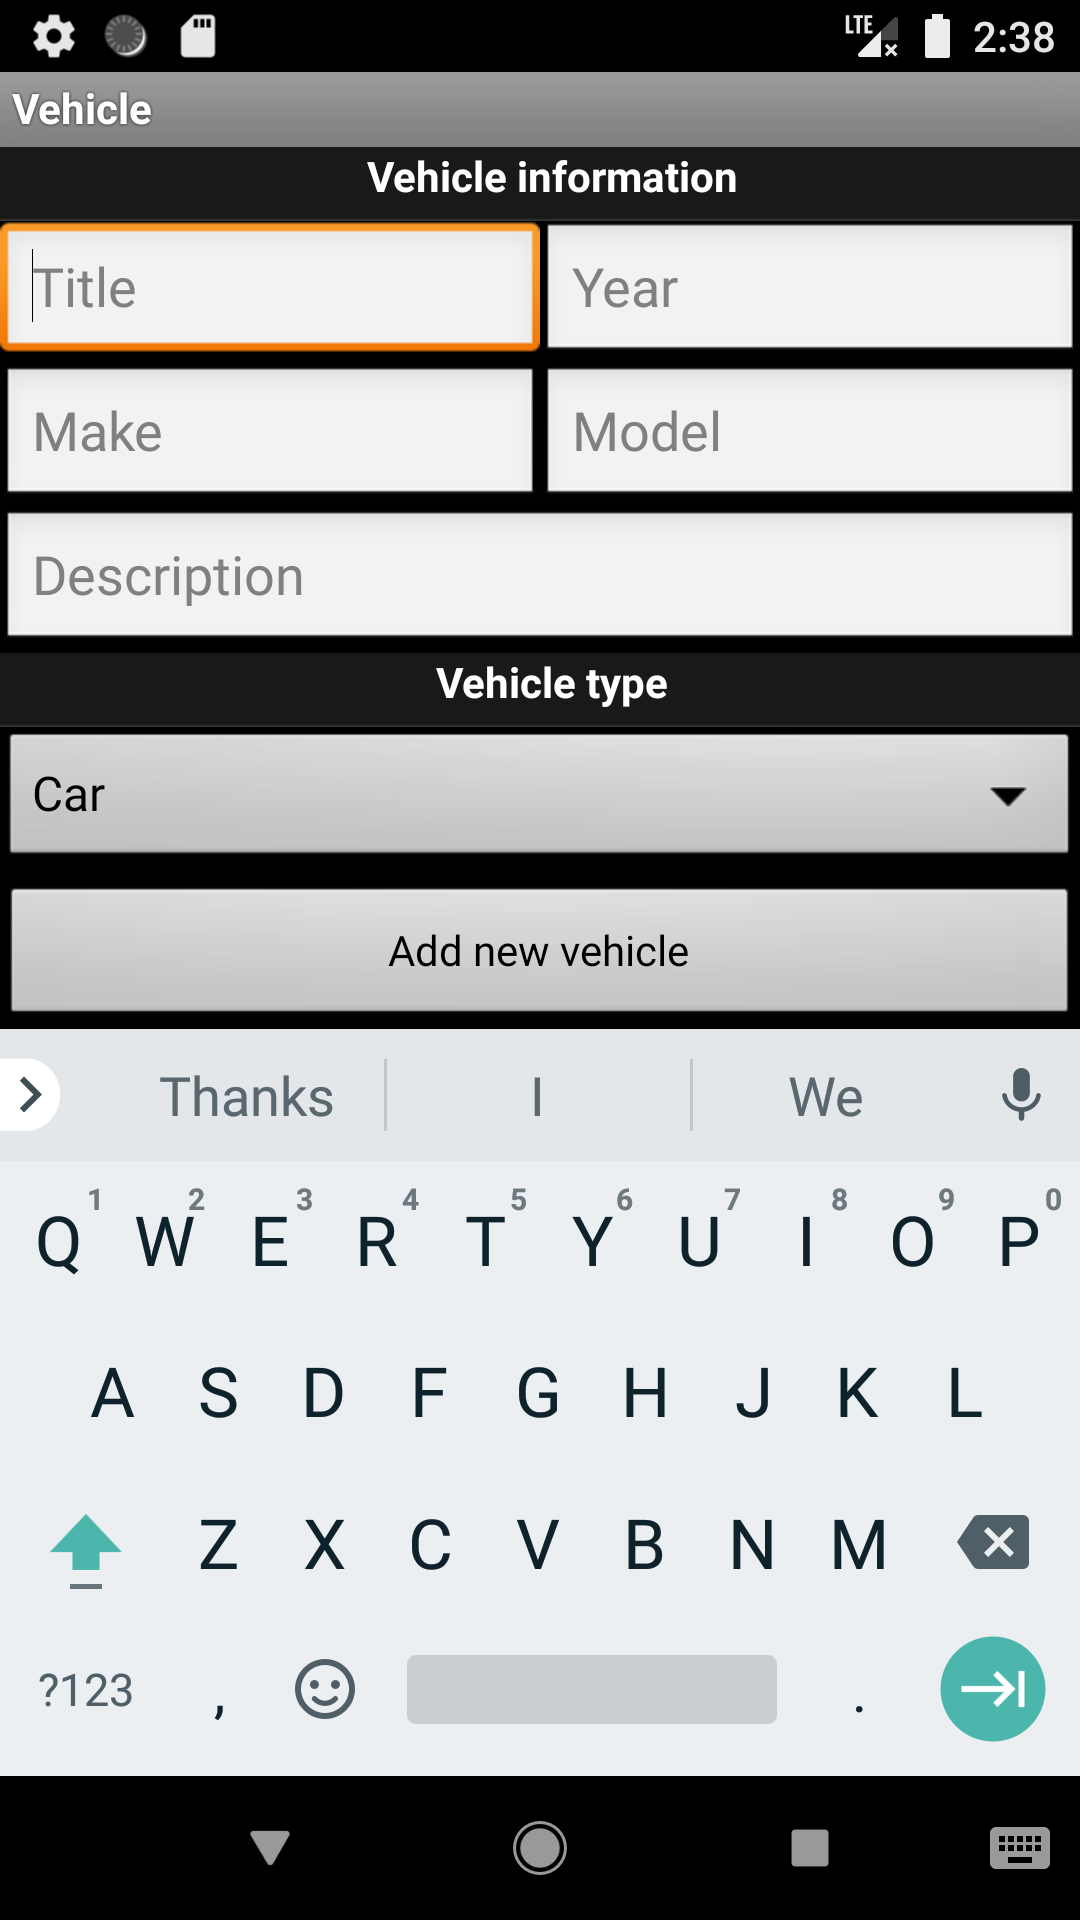 LTE 2:38
Vehicle
Vehicle information
Title Year
Make Model
Description
Vehicle type
Car
Add new vehicle
Thanks I We
1 2 3 4 5 6 7 8 9 0
Q W E R T Y U I O P
A S D F G H J K L
Z X C V B N M
?123 , .